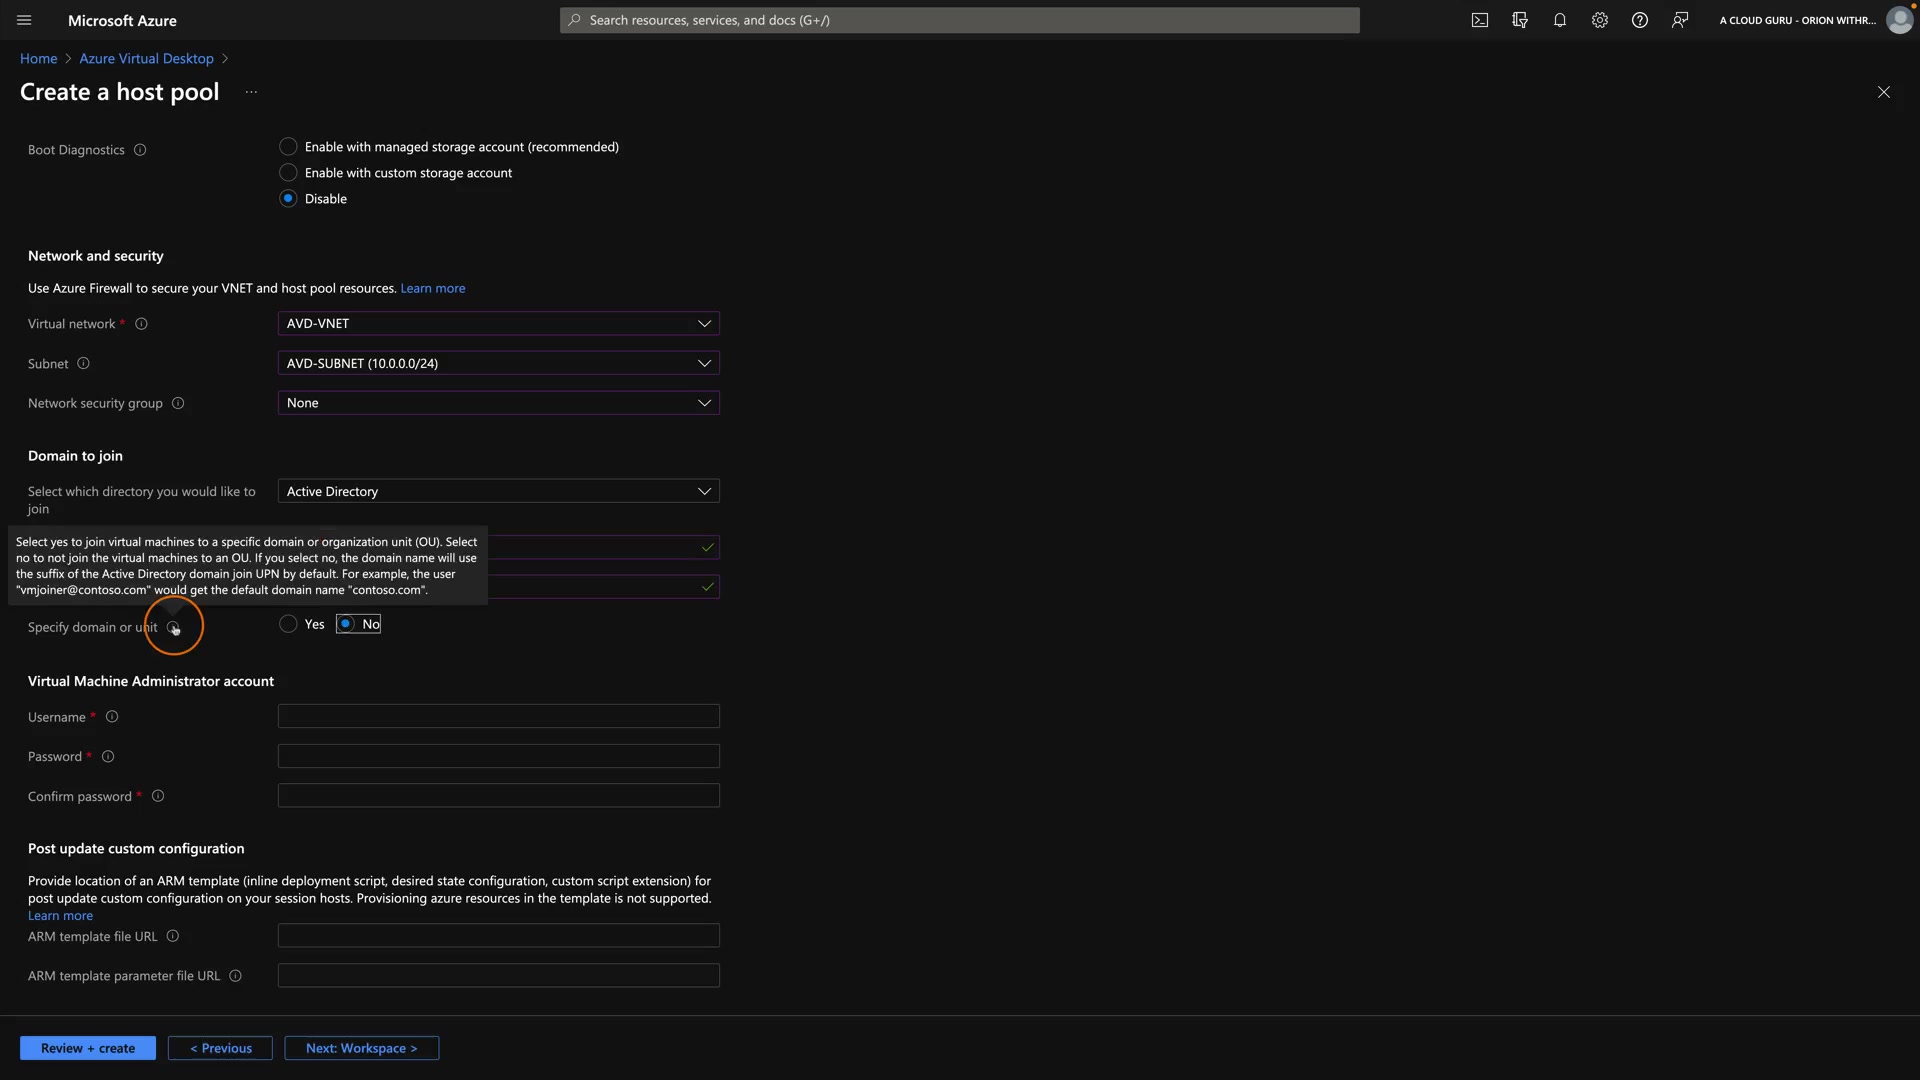 Microsoft Azure
Search resources, services, and docs (G+/)
A CLOUD GURU - ORION WITHR...
Home > Azure Virtual Desktop >
Create a host pool ...
Boot Diagnostics
Enable with managed storage account (recommended)
Enable with custom storage account
Disable
Network and security
Use Azure Firewall to secure your VNET and host pool resources. Learn more
Virtual network *
AVD-VNET
Subnet
AVD-SUBNET (10.0.0.0/24)
Network security group
None
Domain to join
Select which directory you would like to
join
Active Directory
Select yes to join virtual machines to a specific domain or organization unit (OU). Select
no to not join the virtual machines to an OU. If you select no, the domain name will use
the suffix of the Active Directory domain join UPN by default. For example, the user
"vmjoiner@contoso.com" would get the default domain name "contoso.com".
Specify domain or unit
Yes
No
Virtual Machine Administrator account
Username *
Password *
Confirm password *
Post update custom configuration
Provide location of an ARM template (inline deployment script, desired state configuration, custom script extension) for
post update custom configuration on your session hosts. Provisioning azure resources in the template is not supported.
Learn more
ARM template file URL
ARM template parameter file URL
Review + create
< Previous
Next: Workspace >